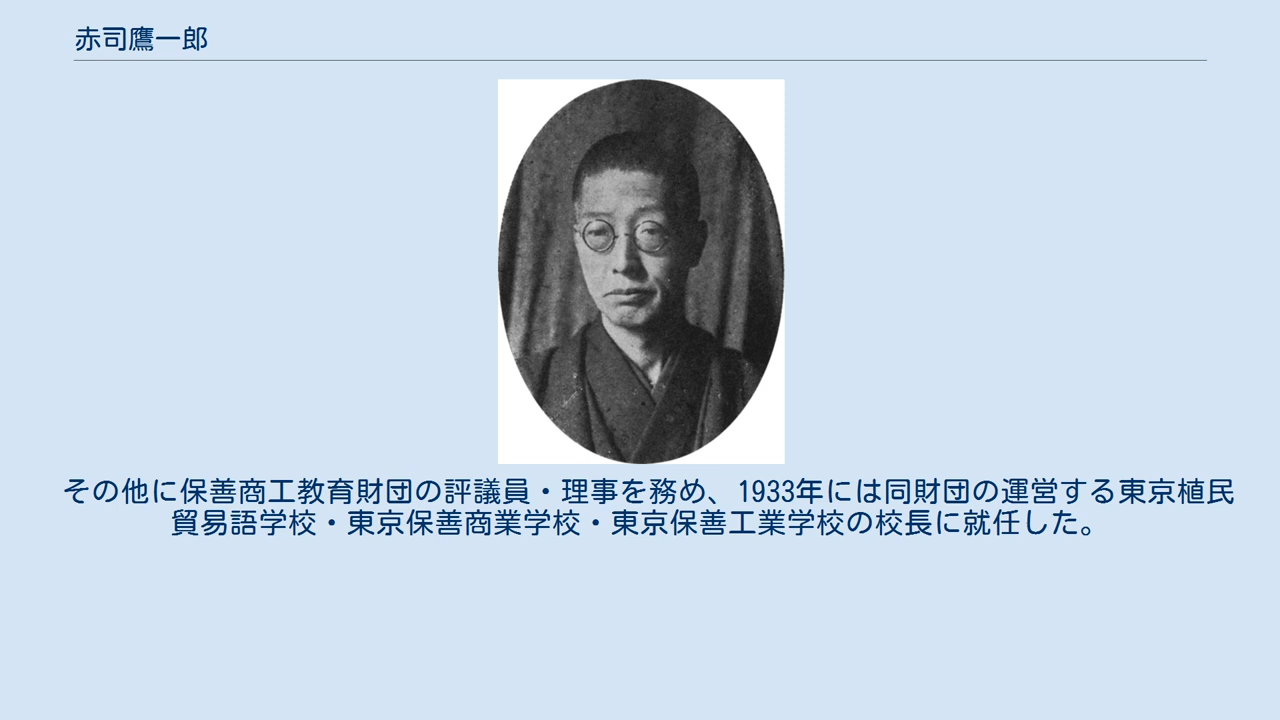 赤司鷹一郎
その他に保善商工教育財団の評議員・理事を務め、1933年には同財団の運営する東京植民
貿易語学校・東京保善商業学校・東京保善工業学校の校長に就任した。